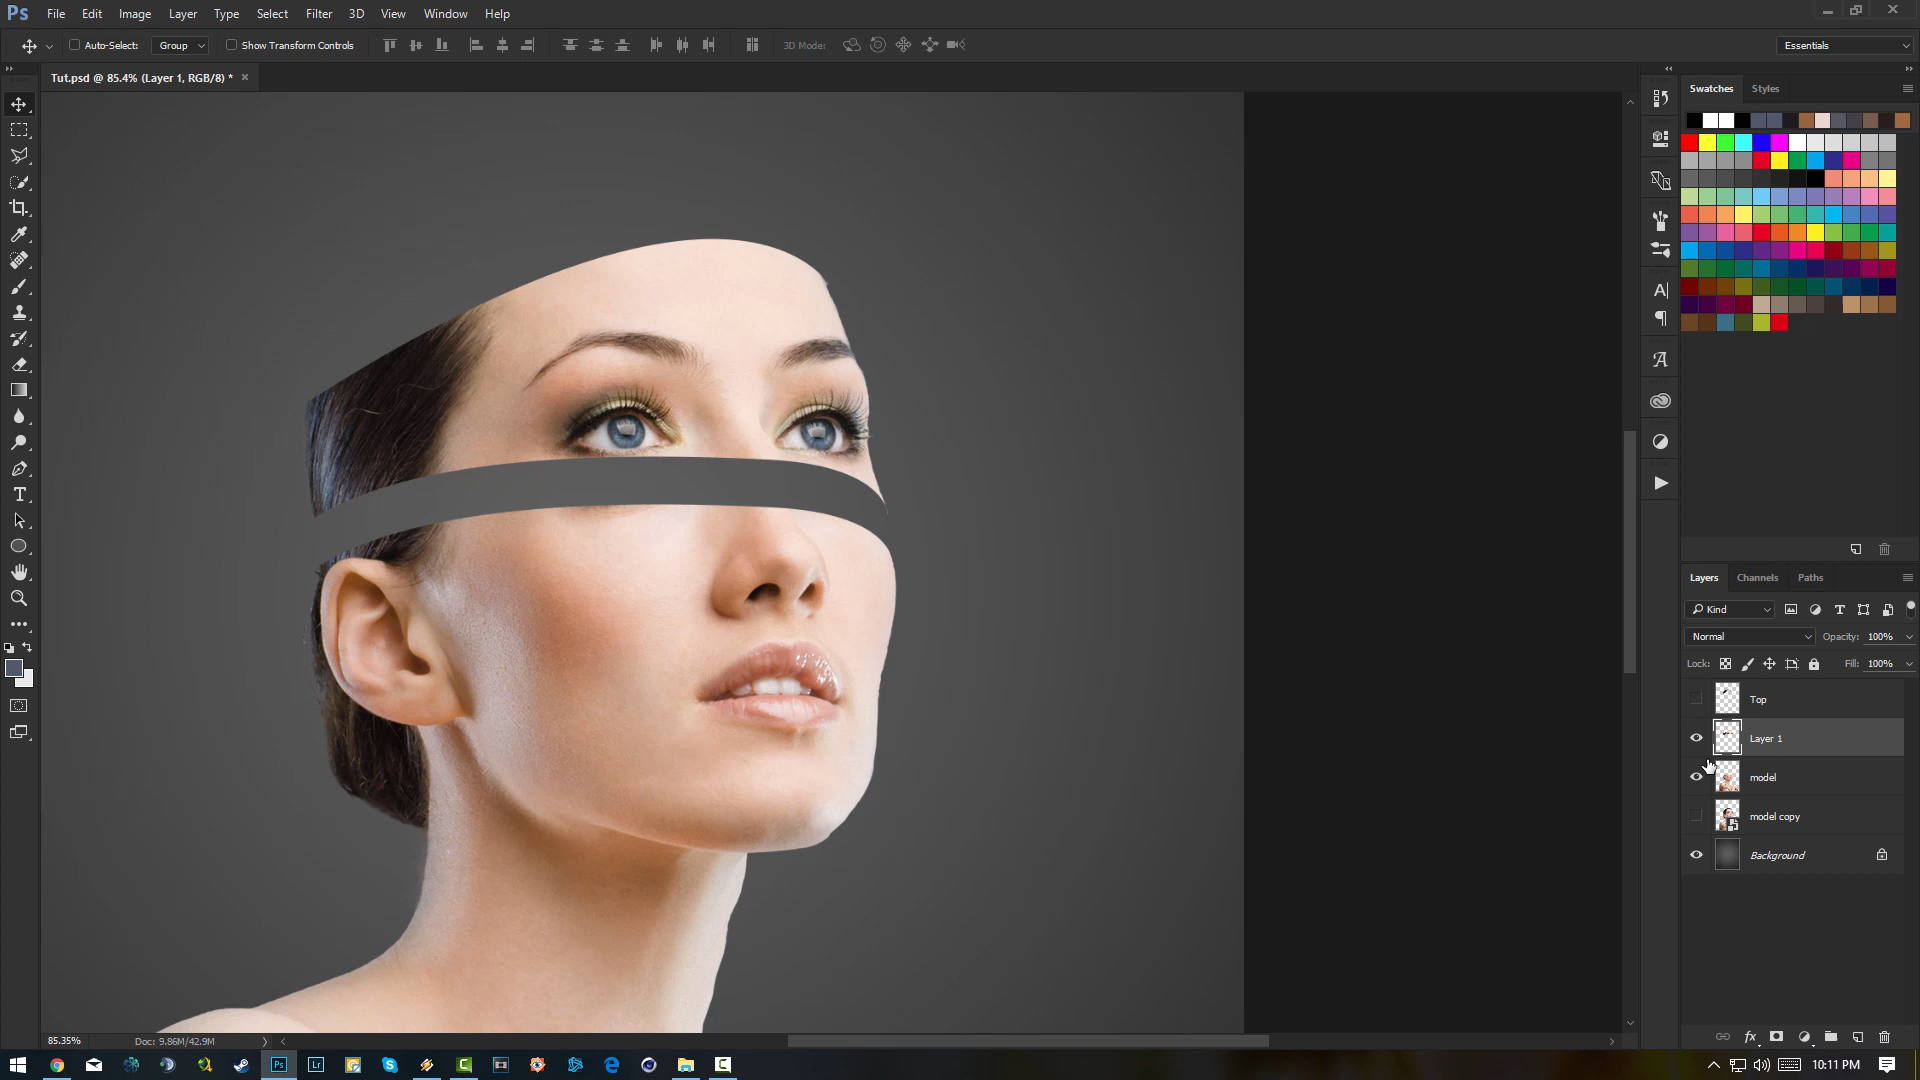 Ps File Edit Image Layer Type Select Filter 3D View Window Help
Auto-Select: Group Show Transform Controls 3D Mode: Essentials
Tut.psd @ 85.4% (Layer 1, RGB/8) *
Swatches Styles
Layers Channels Paths
Kind
Normal Opacity: 100%
Lock: Fill: 100%
Top
Layer 1
model
model copy
Background
85.35% Doc: 9.86M/42.9M
Ps Lr 10:11 PM